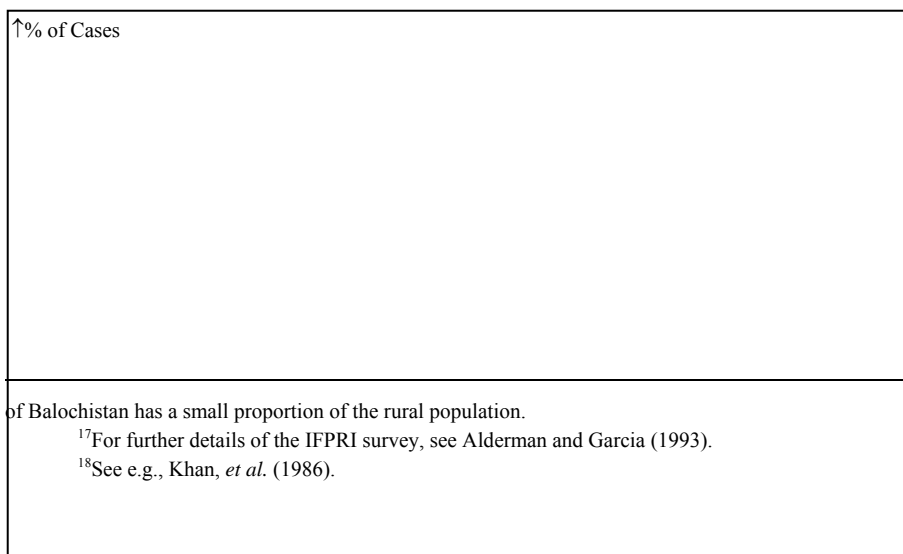 ↑% of Cases
of Balochistan has a small proportion of the rural population.
17For further details of the IFPRI survey, see Alderman and Garcia (1993).
18See e.g., Khan, et al. (1986).